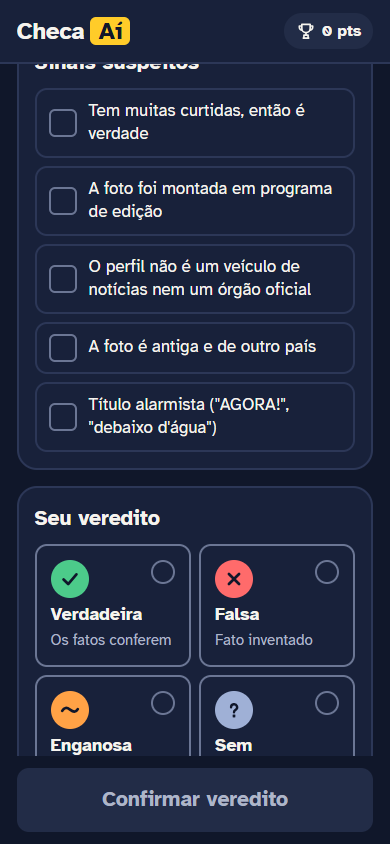 Checa Aí
0 pts
Sinais suspeitos
Tem muitas curtidas, então é
verdade
A foto foi montada em programa
de edição
O perfil não é um veículo de
notícias nem um órgão oficial
A foto é antiga e de outro país
Título alarmista ("AGORA!",
"debaixo d'água")
Seu veredito
Verdadeira
Os fatos conferem
Falsa
Fato inventado
Enganosa
Sem
Confirmar veredito